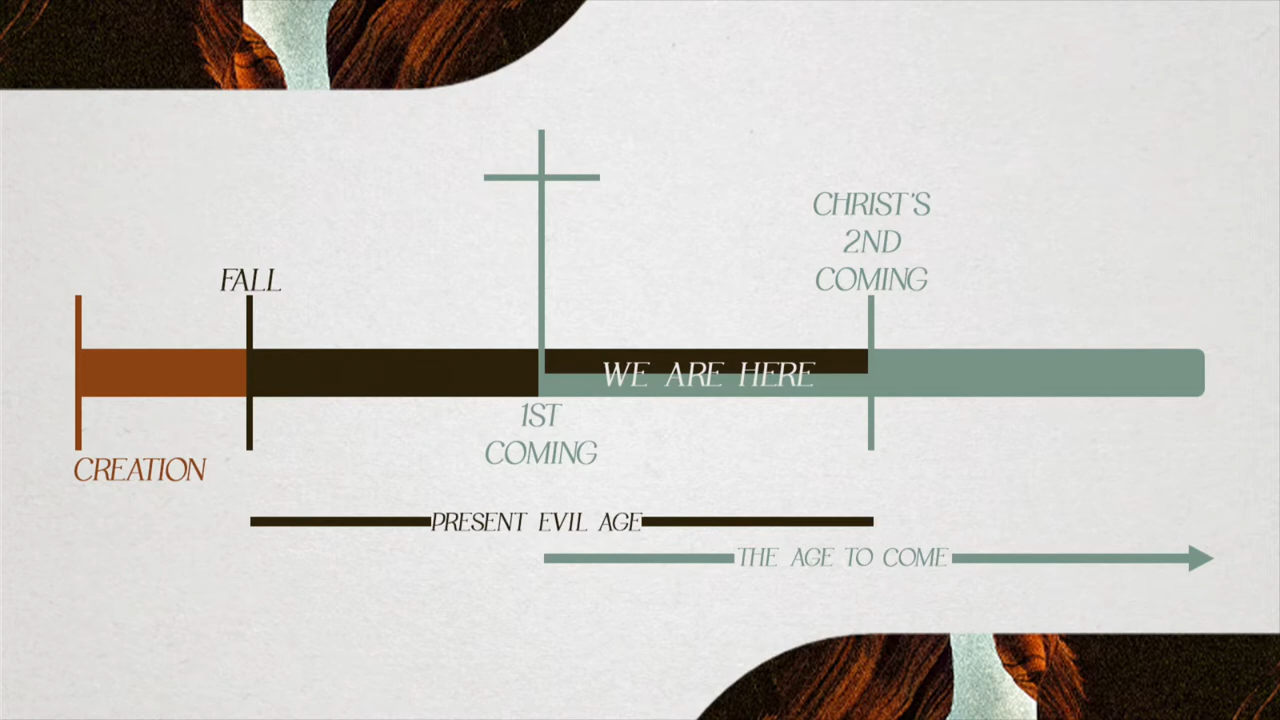 CHRIST'S
2ND
COMING
FALL
WE ARE HERE
1ST
COMING
CREATION
PRESENT EVIL AGE
THE AGE TO COME